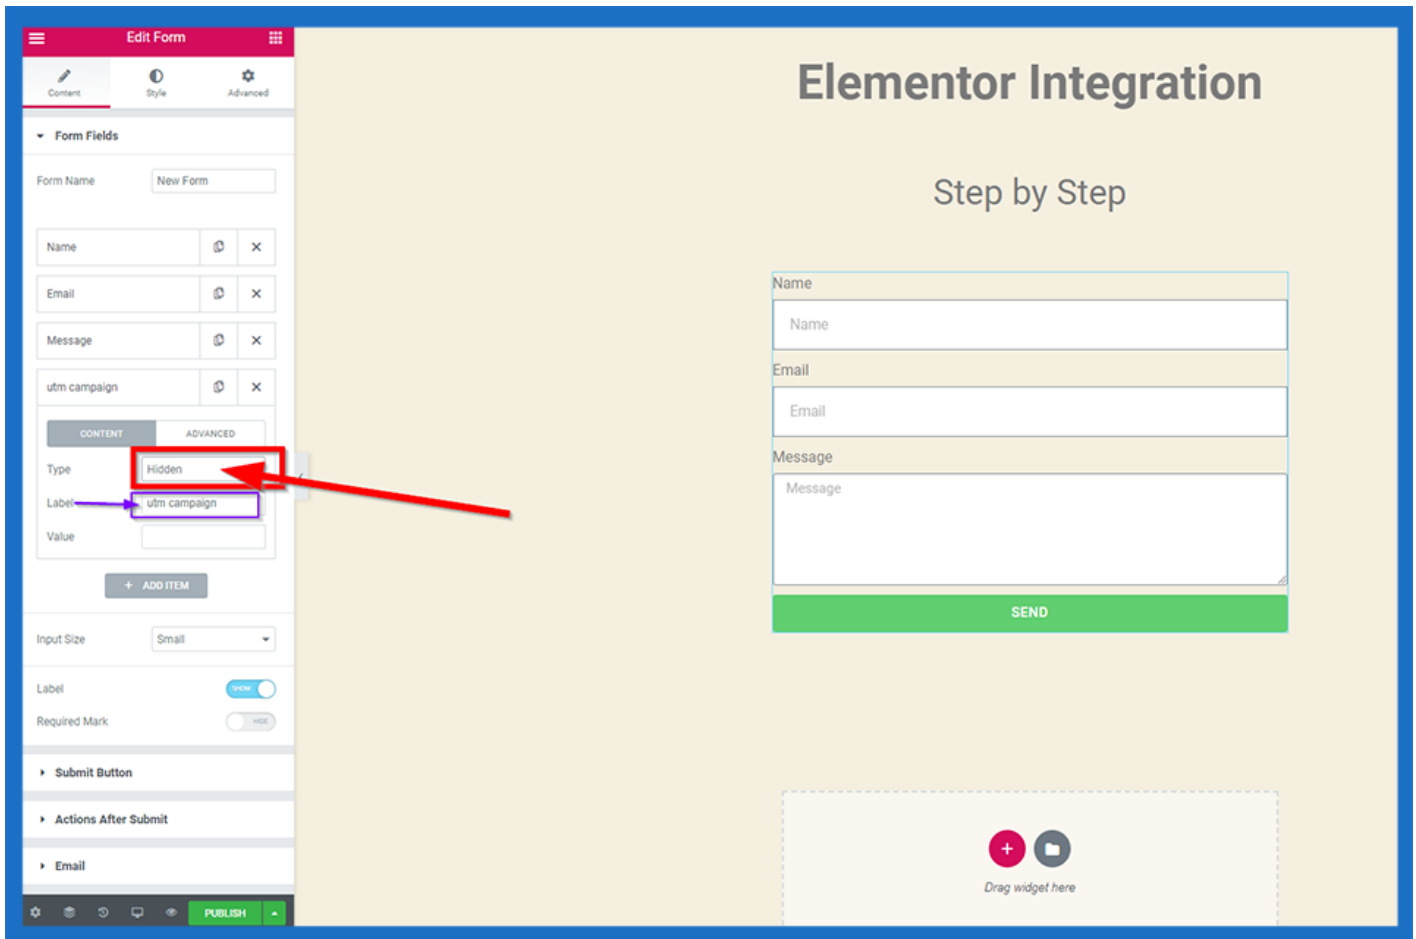 Edit Form
Content
Style
Advanced
Form Fields
Form Name
New Form
Name
Email
Message
utm campaign
CONTENT
ADVANCED
Type
Hidden
Label
utm campaign
Value
+ ADD ITEM
Input Size
Small
Label
SHOW
Required Mark
HIDE
Submit Button
Actions After Submit
Email
PUBLISH
Elementor Integration
Step by Step
Name
Name
Email
Email
Message
Message
SEND
Drag widget here